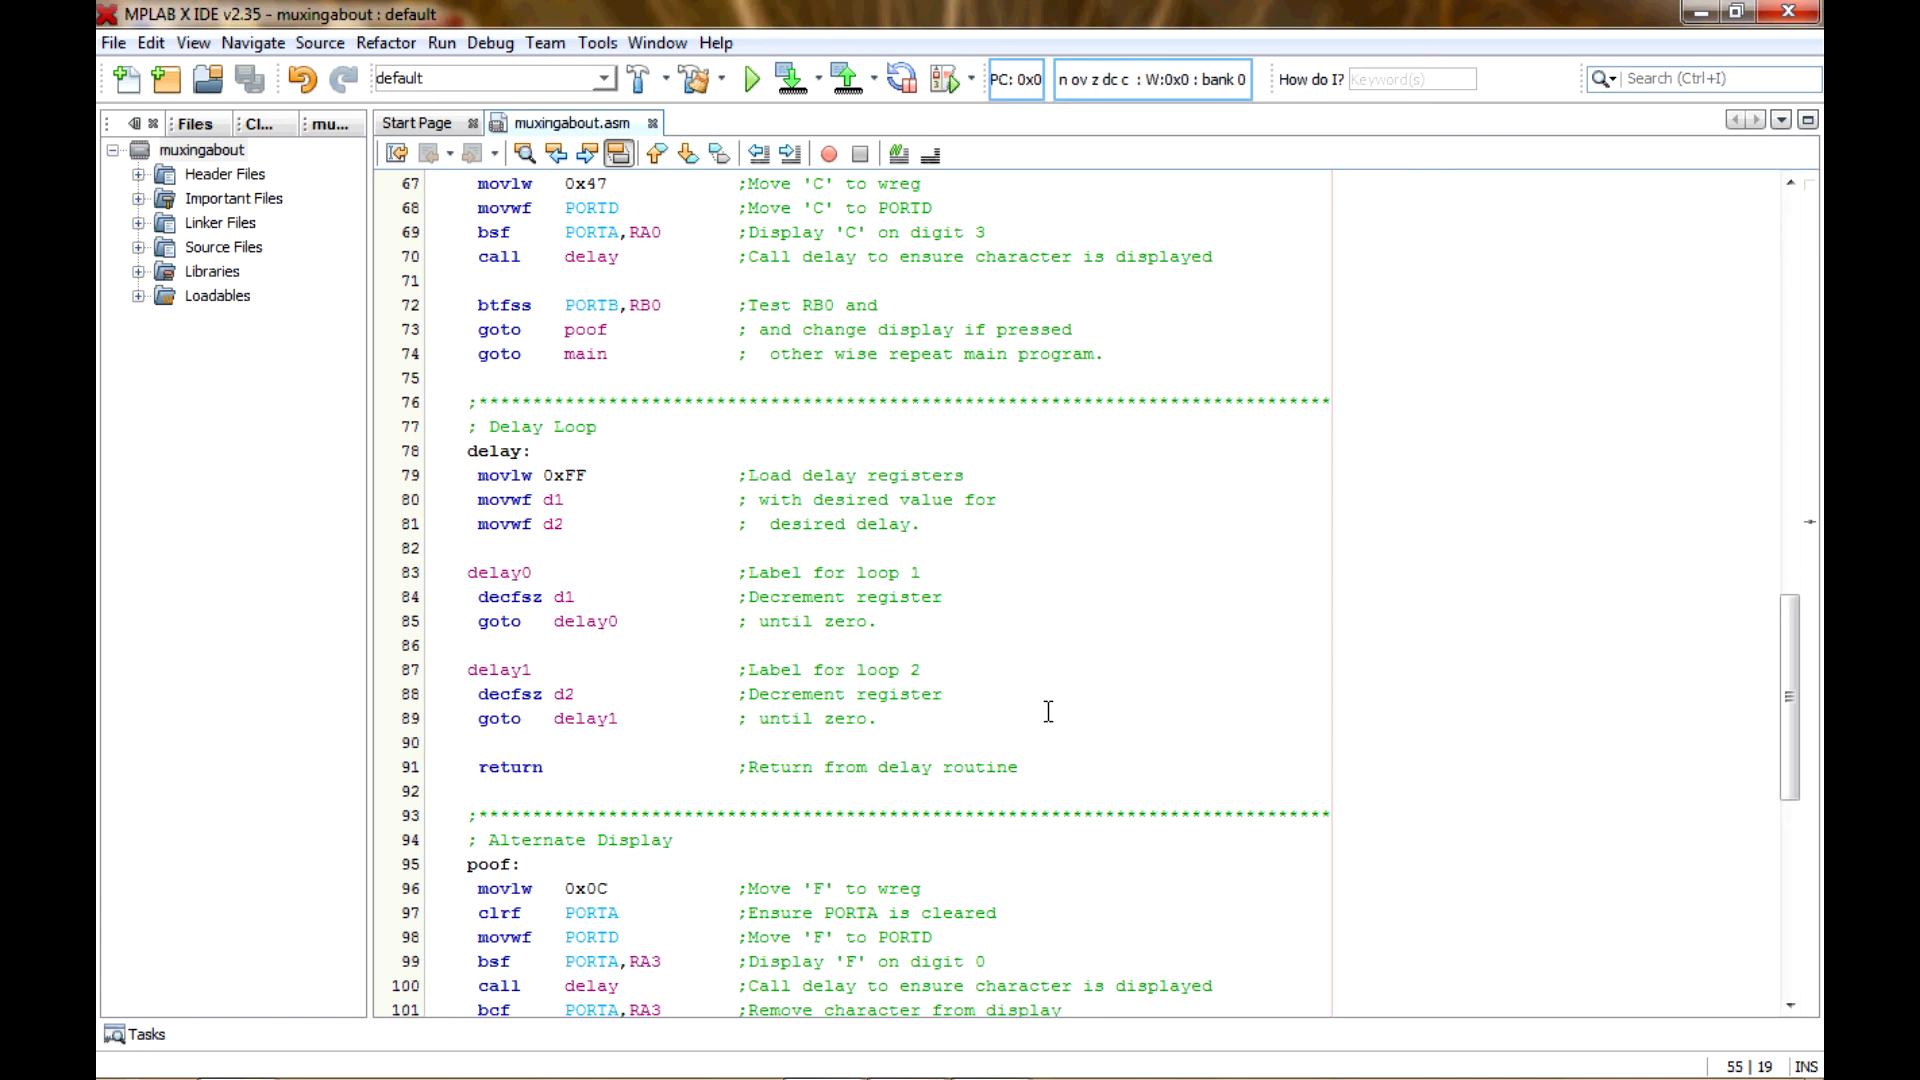 MPLAB X IDE v2.35 - muxingabout : default
File Edit View Navigate Source Refactor Run Debug Team Tools Window Help
default PC: 0x0 n ov z dc c : W:0x0 : bank 0 How do I? Keyword(s) Search (Ctrl+I)
Files Cl... mu... Start Page muxingabout.asm
muxingabout
Header Files
Important Files
Linker Files
Source Files
Libraries
Loadables
67 movlw 0x47 ;Move 'C' to wreg
68 movwf PORTD ;Move 'C' to PORTD
69 bsf PORTA,RA0 ;Display 'C' on digit 3
70 call delay ;Call delay to ensure character is displayed
71
72 btfss PORTB,RB0 ;Test RB0 and
73 goto poof ; and change display if pressed
74 goto main ; other wise repeat main program.
75
76 ;*******************************************************************************
77 ; Delay Loop
78 delay:
79 movlw 0xFF ;Load delay registers
80 movwf d1 ; with desired value for
81 movwf d2 ; desired delay.
82
83 delay0 ;Label for loop 1
84 decfsz d1 ;Decrement register
85 goto delay0 ; until zero.
86
87 delay1 ;Label for loop 2
88 decfsz d2 ;Decrement register
89 goto delay1 ; until zero.
90
91 return ;Return from delay routine
92
93 ;*******************************************************************************
94 ; Alternate Display
95 poof:
96 movlw 0x0C ;Move 'F' to wreg
97 clrf PORTA ;Ensure PORTA is cleared
98 movwf PORTD ;Move 'F' to PORTD
99 bsf PORTA,RA3 ;Display 'F' on digit 0
100 call delay ;Call delay to ensure character is displayed
101 bcf PORTA,RA3 ;Remove character from display
Tasks
55 | 19 INS